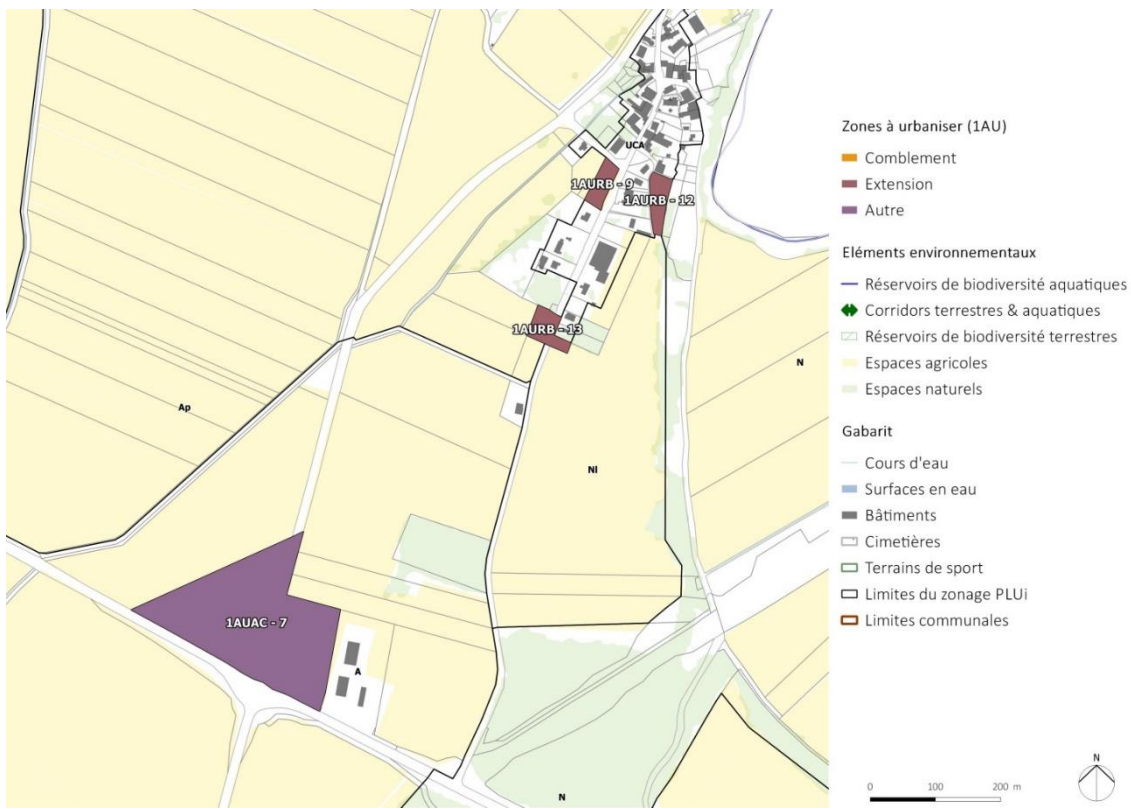 UCA
1AURB - 9
1AURB - 12
1AURB - 13
N
Ap
Nl
1AUAC - 7
A
N
Zones à urbaniser (1AU)
Comblement
Extension
Autre
Eléments environnementaux
Réservoirs de biodiversité aquatiques
Corridors terrestres & aquatiques
Réservoirs de biodiversité terrestres
Espaces agricoles
Espaces naturels
Gabarit
Cours d'eau
Surfaces en eau
Bâtiments
Cimetières
Terrains de sport
Limites du zonage PLUi
Limites communales
N
0 100 200 m